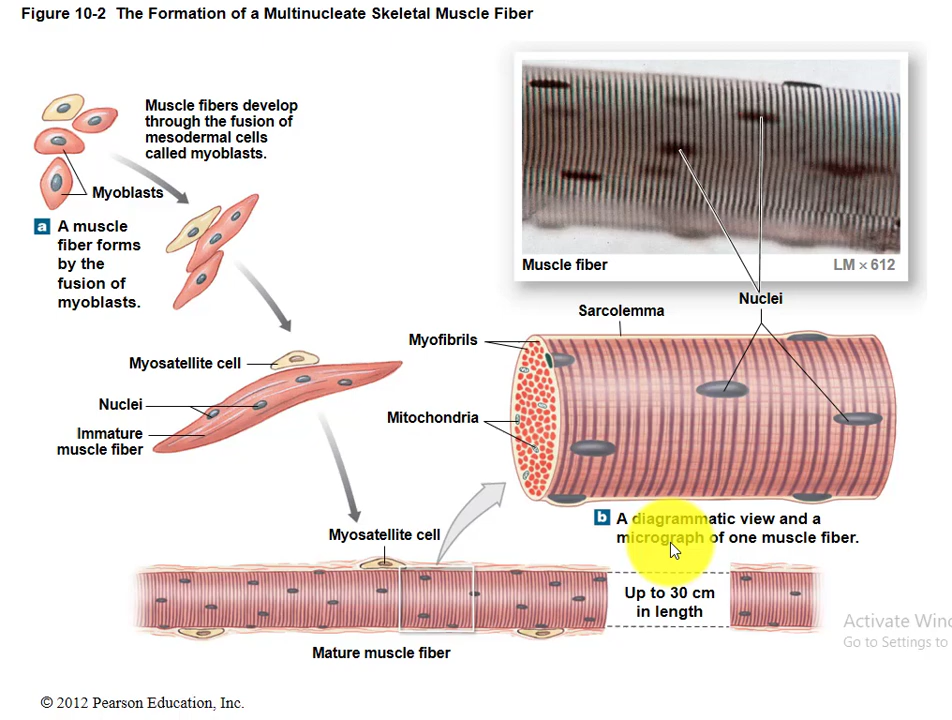 Figure 10-2 The Formation of a Multinucleate Skeletal Muscle Fiber
Muscle fibers develop
through the fusion of
mesodermal cells
called myoblasts.
Myoblasts
a A muscle
fiber forms
by the
fusion of
myoblasts.
Muscle fiber
LM × 612
Nuclei
Sarcolemma
Myofibrils
Mitochondria
Myosatellite cell
Nuclei
Immature
muscle fiber
b A diagrammatic view and a
micrograph of one muscle fiber.
Myosatellite cell
Up to 30 cm
in length
Mature muscle fiber
Activate Wind
Go to Settings to
© 2012 Pearson Education, Inc.